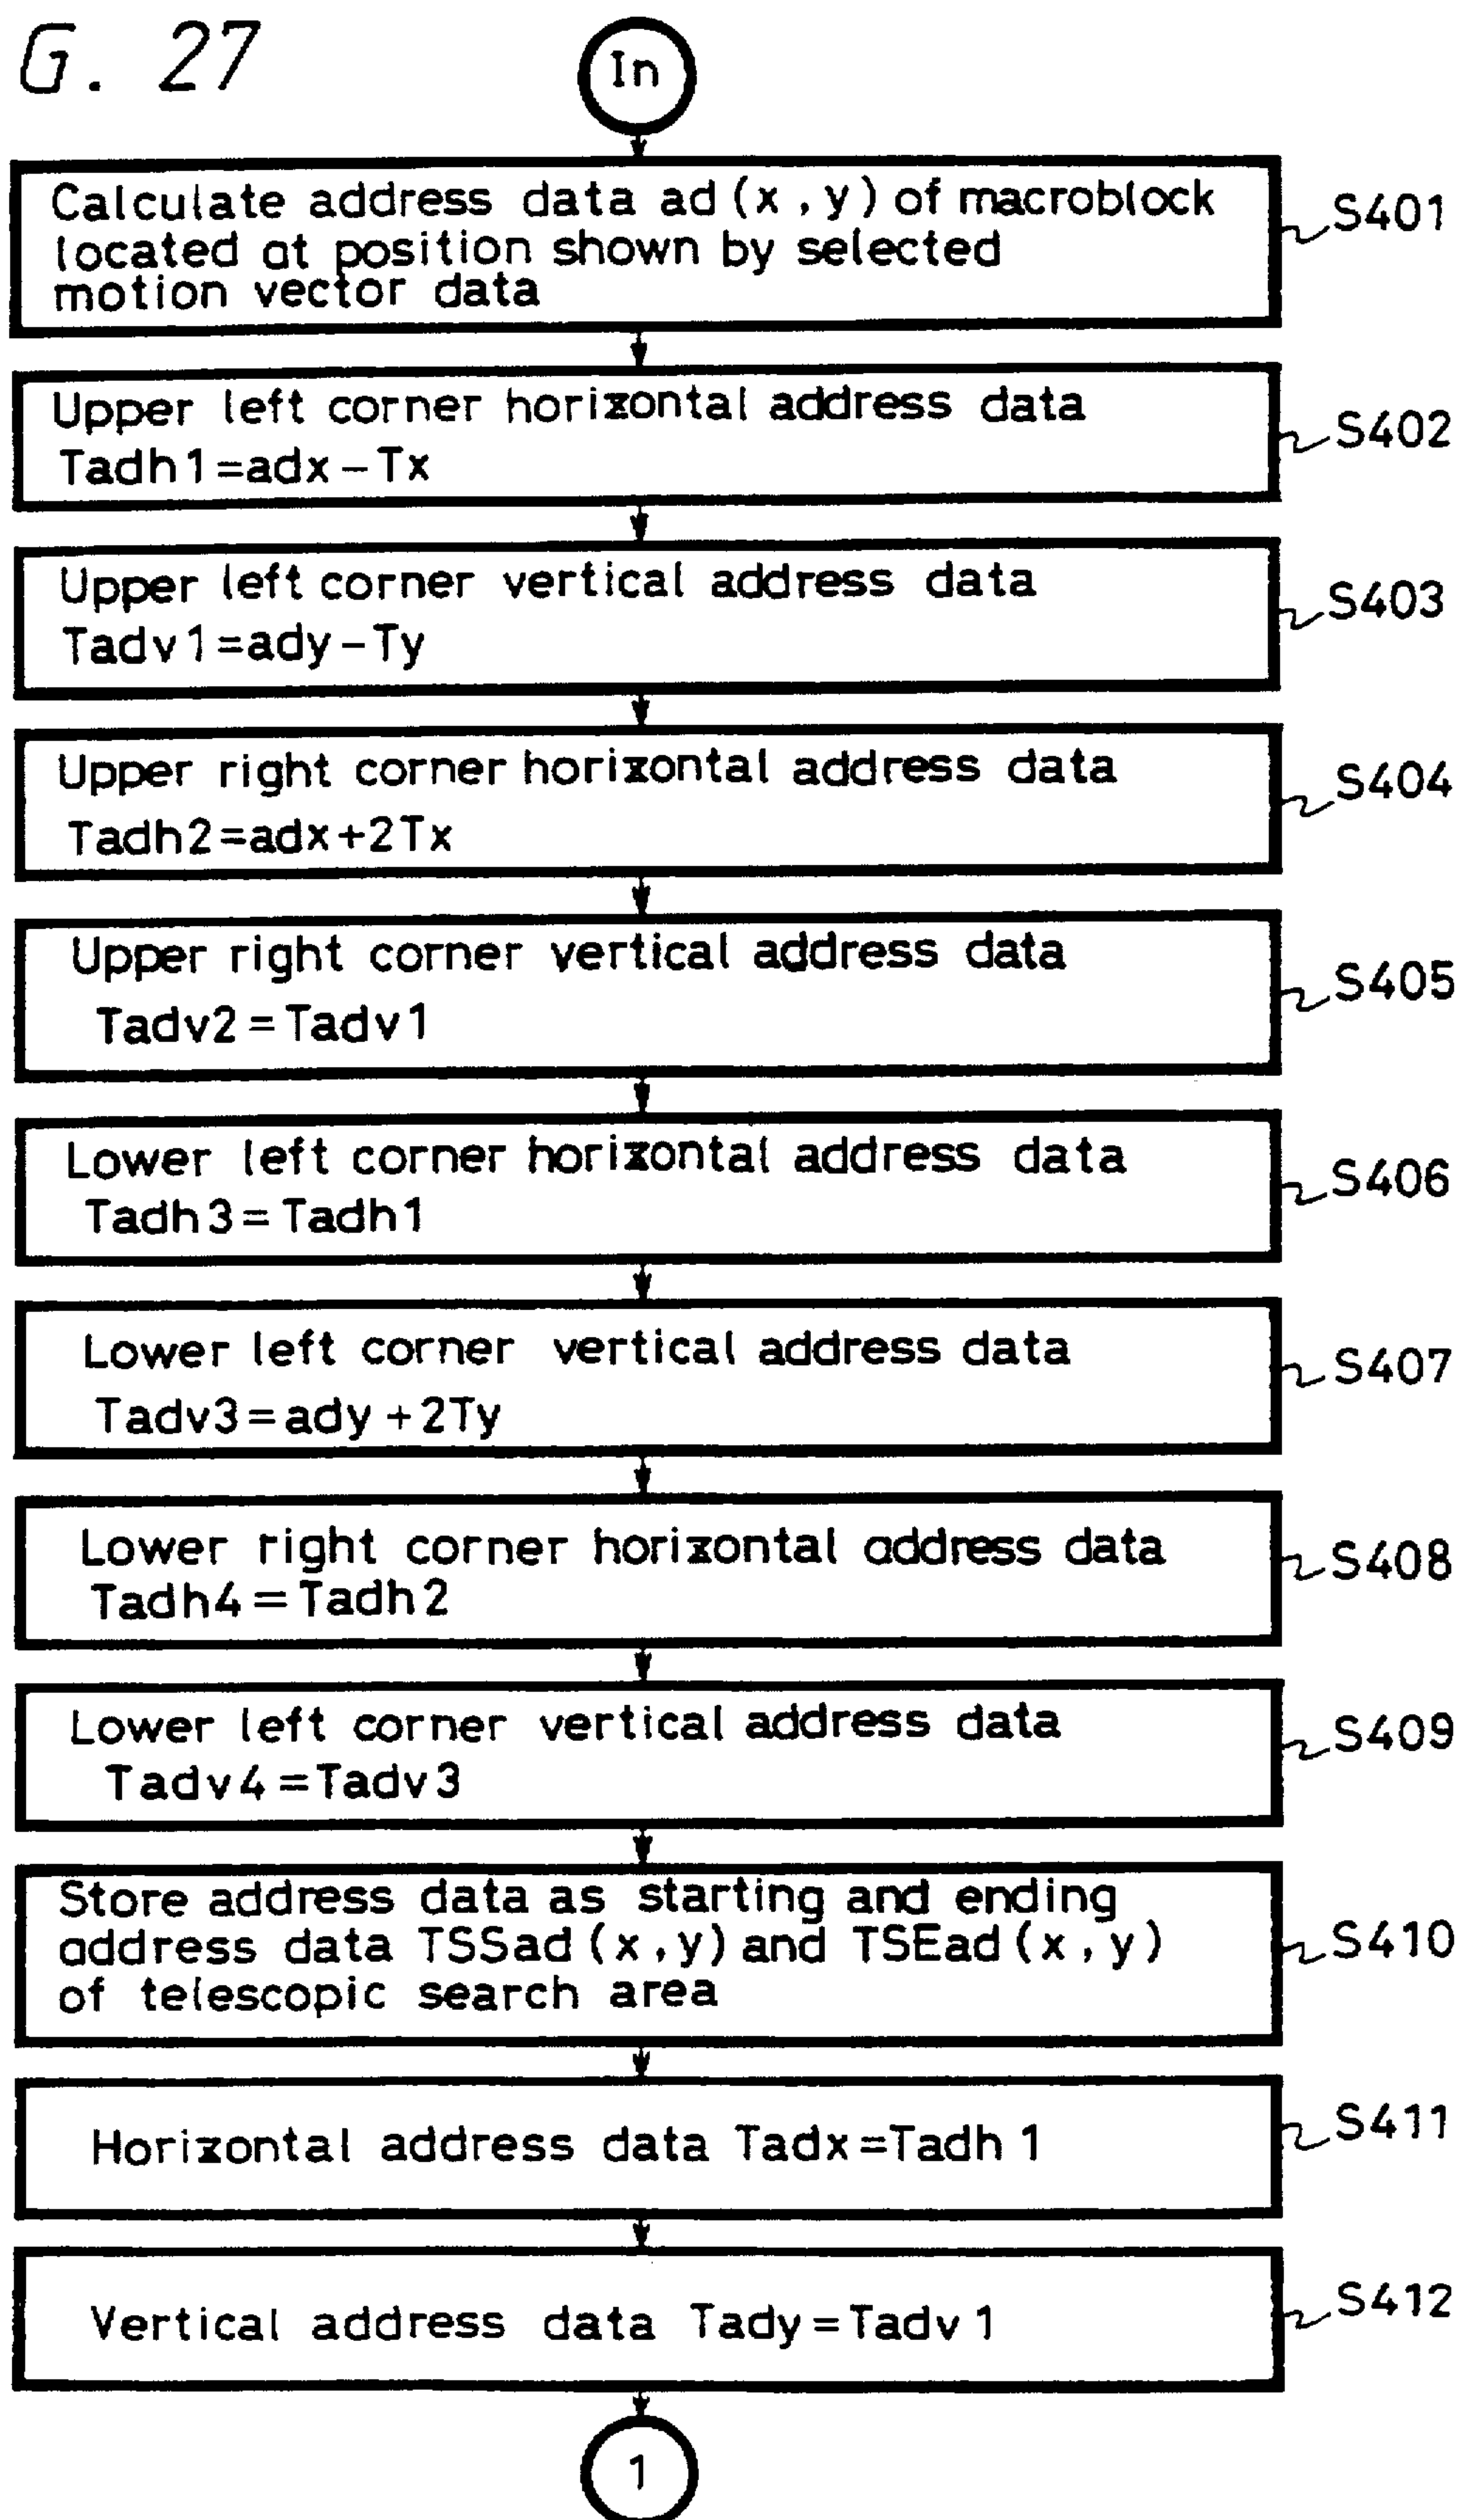 G. 27
In
Calculate address data ad(x,y) of macroblock
located at position shown by selected
motion vector data
S401
Upper left corner horizontal address data
Tadh1=adx-Tx
S402
Upper left corner vertical address data
Tadv1=ady-Ty
S403
Upper right corner horizontal address data
Tadh2=adx+2Tx
S404
Upper right corner vertical address data
Tadv2=Tadv1
S405
Lower left corner horizontal address data
Tadh3=Tadh1
S406
Lower left corner vertical address data
Tadv3=ady+2Ty
S407
Lower right corner horizontal address data
Tadh4=Tadh2
S408
Lower left corner vertical address data
Tadv4=Tadv3
S409
Store address data as starting and ending
address data TSSad(x,y) and TSEad(x,y)
of telescopic search area
S410
Horizontal address data Tadx=Tadh1
S411
Vertical address data Tady=Tadv1
S412
1